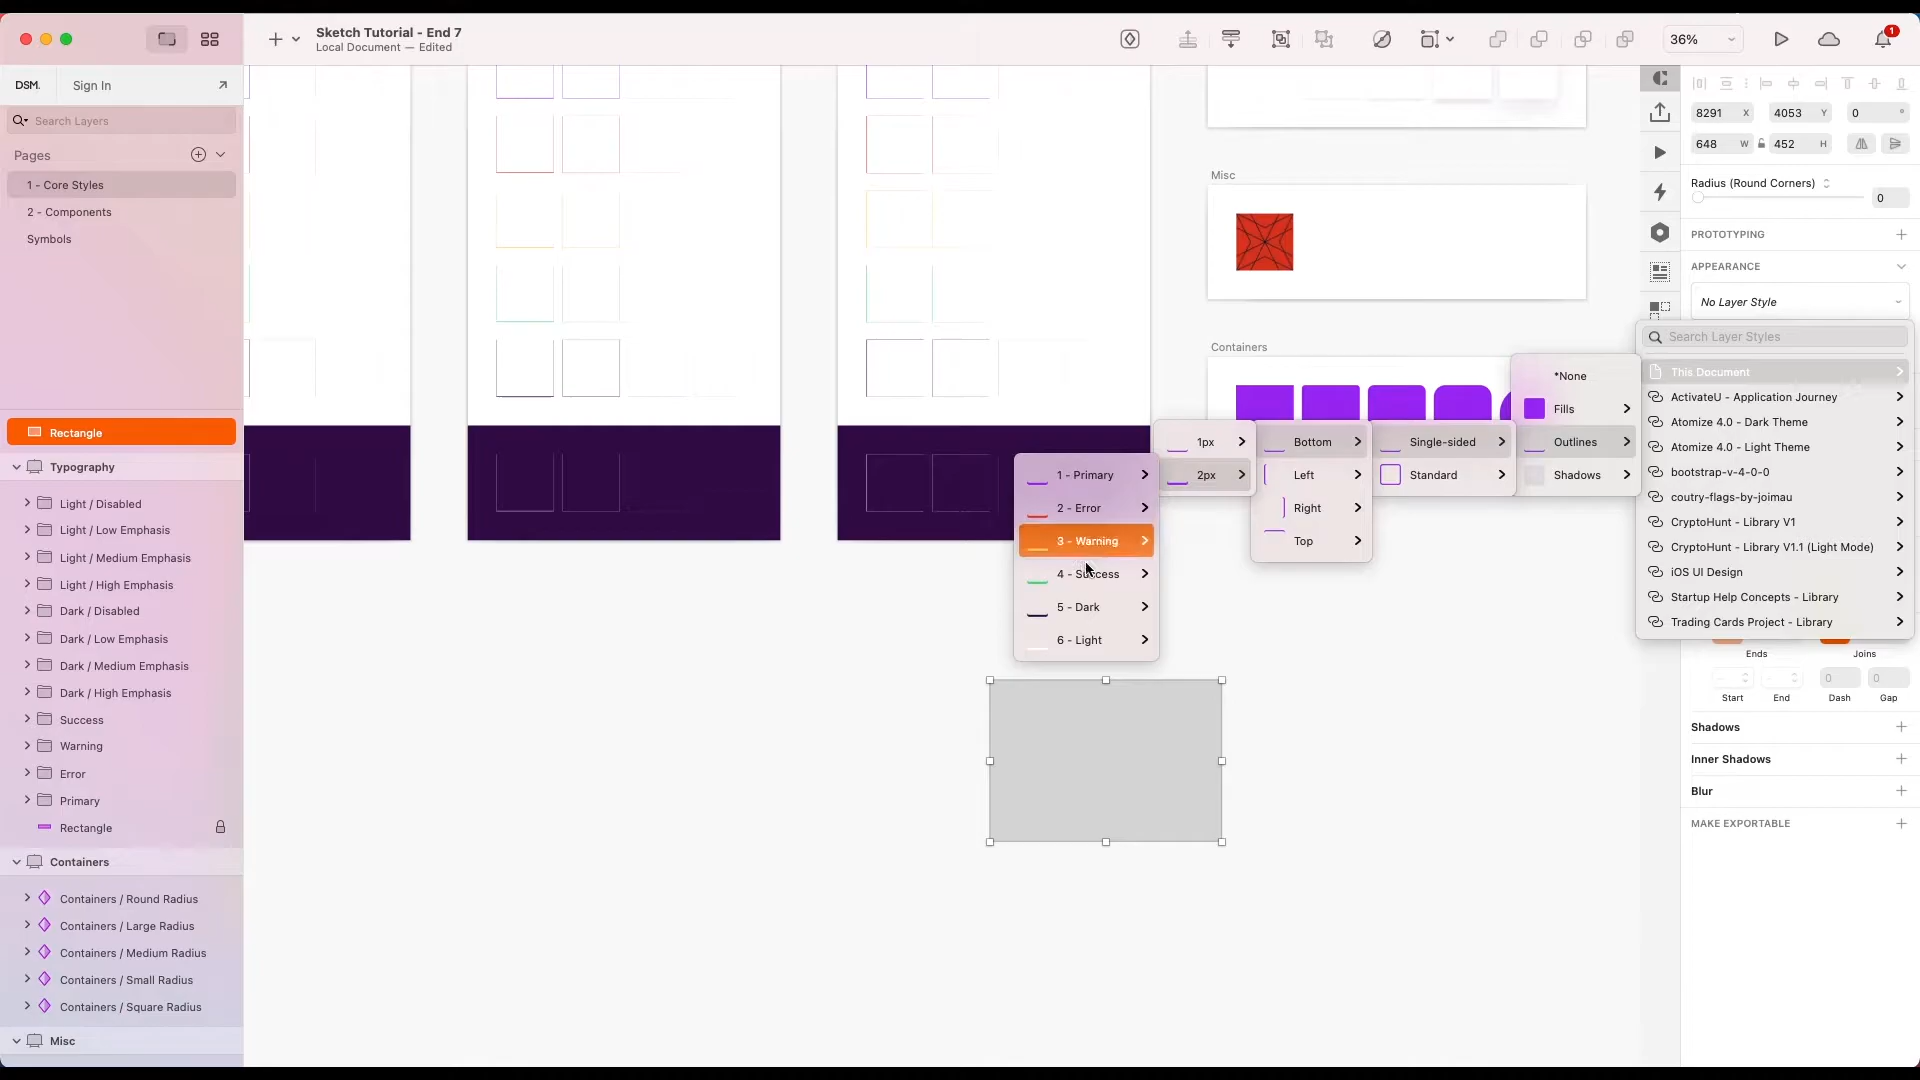 Sketch Tutorial - End 7
Local Document — Edited
36%
1
DSM.
Sign In
Search Layers
Pages
1 - Core Styles
2 - Components
Symbols
Rectangle
Typography
Light / Disabled
Light / Low Emphasis
Light / Medium Emphasis
Light / High Emphasis
Dark / Disabled
Dark / Low Emphasis
Dark / Medium Emphasis
Dark / High Emphasis
Success
Warning
Error
Primary
Rectangle
Containers
Containers / Round Radius
Containers / Large Radius
Containers / Medium Radius
Containers / Small Radius
Containers / Square Radius
Misc
Misc
Containers
1 - Primary
2 - Error
3 - Warning
4 - Success
5 - Dark
6 - Light
1px
2px
Bottom
Left
Right
Top
Single-sided
Standard
*None
Fills
Outlines
Shadows
8291 X 4053 Y 0 °
648 W 452 H
Radius (Round Corners)
0
PROTOTYPING
APPEARANCE
No Layer Style
Search Layer Styles
This Document
ActivateU - Application Journey
Atomize 4.0 - Dark Theme
Atomize 4.0 - Light Theme
bootstrap-v-4-0-0
coutry-flags-by-joimau
CryptoHunt - Library V1
CryptoHunt - Library V1.1 (Light Mode)
iOS UI Design
Startup Help Concepts - Library
Trading Cards Project - Library
Ends Joins
0 0
Start End Dash Gap
Shadows
Inner Shadows
Blur
MAKE EXPORTABLE